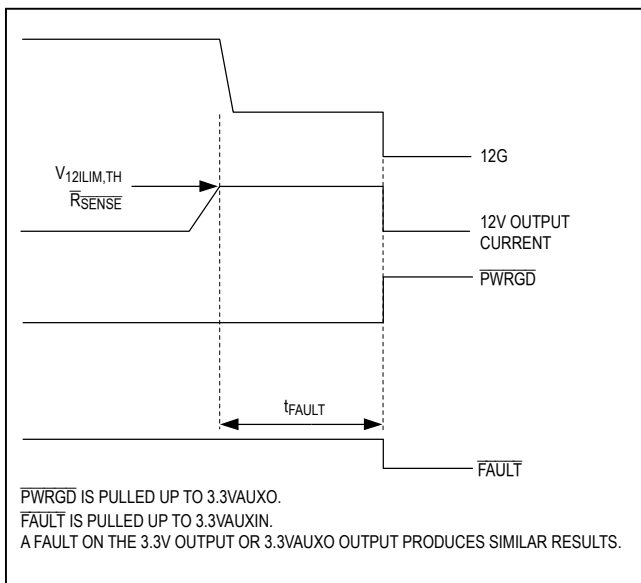 12G
V12ILIM,TH
RSENSE
12V OUTPUT
CURRENT
PWRGD
tFAULT
FAULT
PWRGD IS PULLED UP TO 3.3VAUXO.
FAULT IS PULLED UP TO 3.3VAUXIN.
A FAULT ON THE 3.3V OUTPUT OR 3.3VAUXO OUTPUT PRODUCES SIMILAR RESULTS.